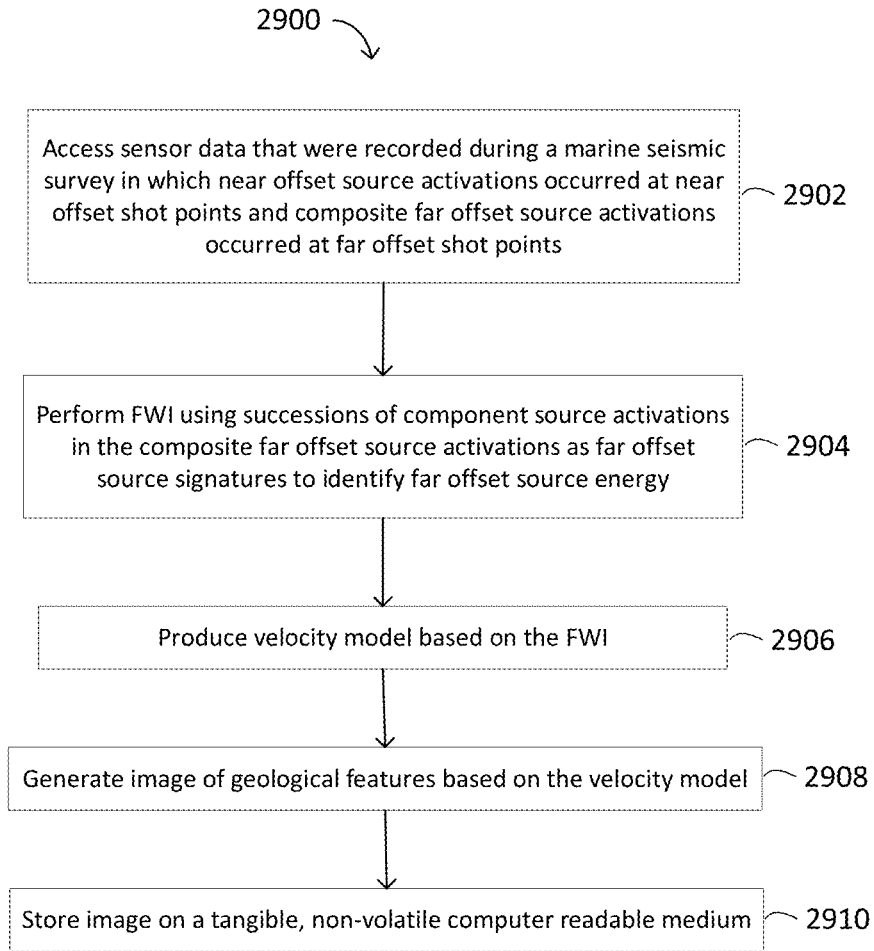 2900
Access sensor data that were recorded during a marine seismic
survey in which near offset source activations occurred at near
offset shot points and composite far offset source activations
occurred at far offset shot points
2902
Perform FWI using successions of component source activations
in the composite far offset source activations as far offset
source signatures to identify far offset source energy
2904
Produce velocity model based on the FWI
2906
Generate image of geological features based on the velocity model
2908
Store image on a tangible, non-volatile computer readable medium
2910